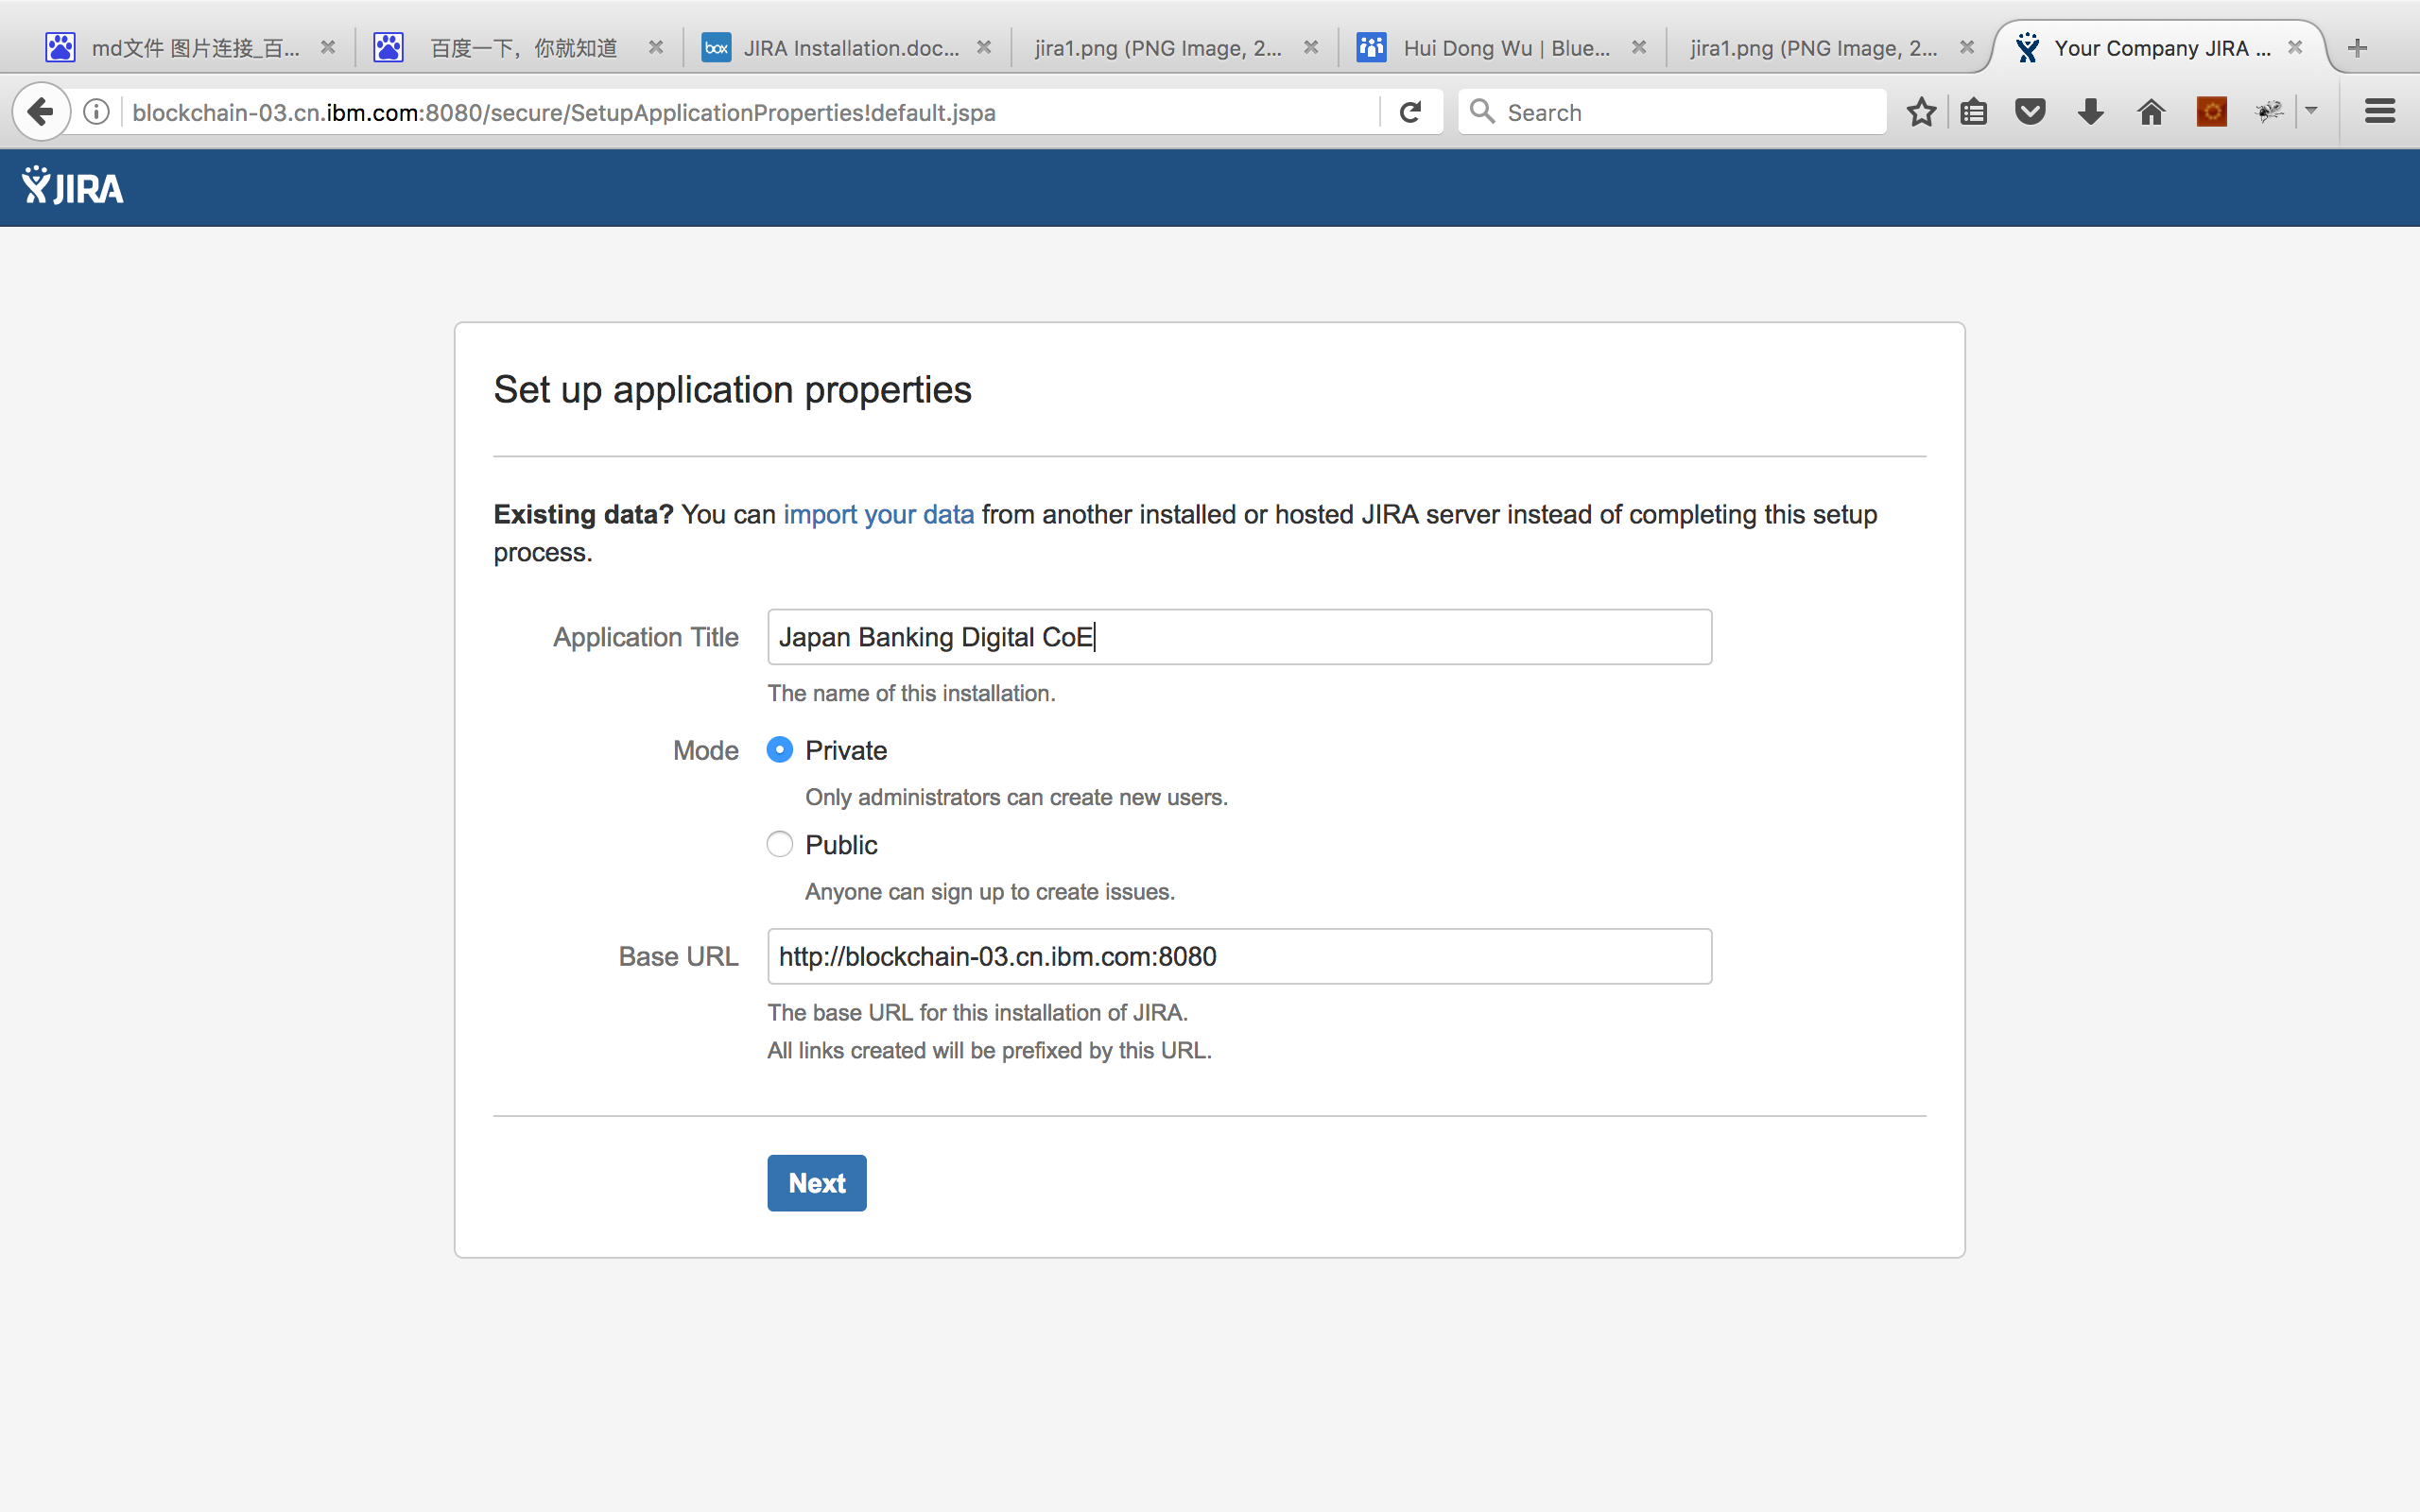 md文件 图片连接_百...
百度一下，你就知道
box
JIRA Installation.doc...
jira1.png (PNG Image, 2...
Hui Dong Wu | Blue...
jira1.png (PNG Image, 2...
Your Company JIRA ...
blockchain-03.cn.ibm.com:8080/secure/SetupApplicationProperties!default.jspa
Search
JIRA
Set up application properties
Existing data? You can import your data from another installed or hosted JIRA server instead of completing this setup
process.
Application Title
Japan Banking Digital CoE
The name of this installation.
Mode
Private
Only administrators can create new users.
Public
Anyone can sign up to create issues.
Base URL
http://blockchain-03.cn.ibm.com:8080
The base URL for this installation of JIRA.
All links created will be prefixed by this URL.
Next